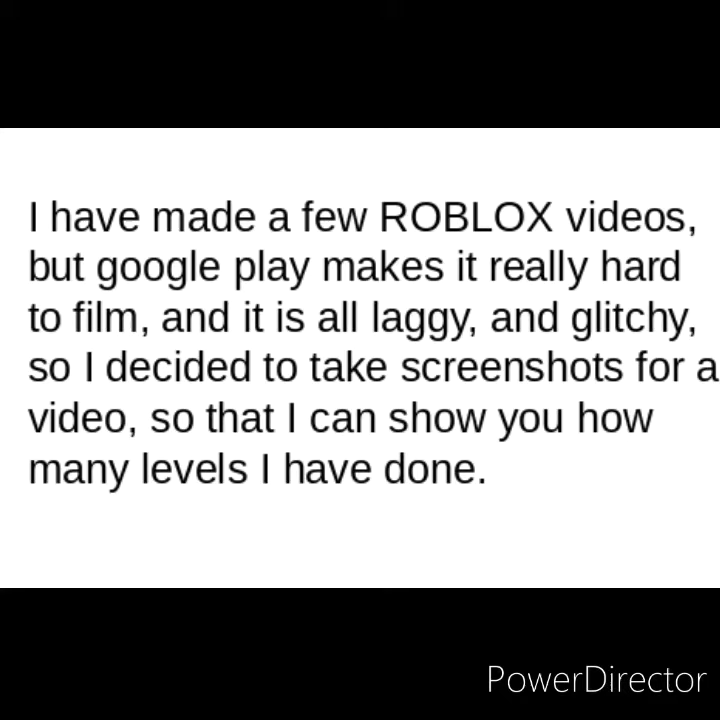 I have made a few ROBLOX videos,
but google play makes it really hard
to film, and it is all laggy, and glitchy,
so I decided to take screenshots for a
video, so that I can show you how
many levels I have done.
PowerDirector